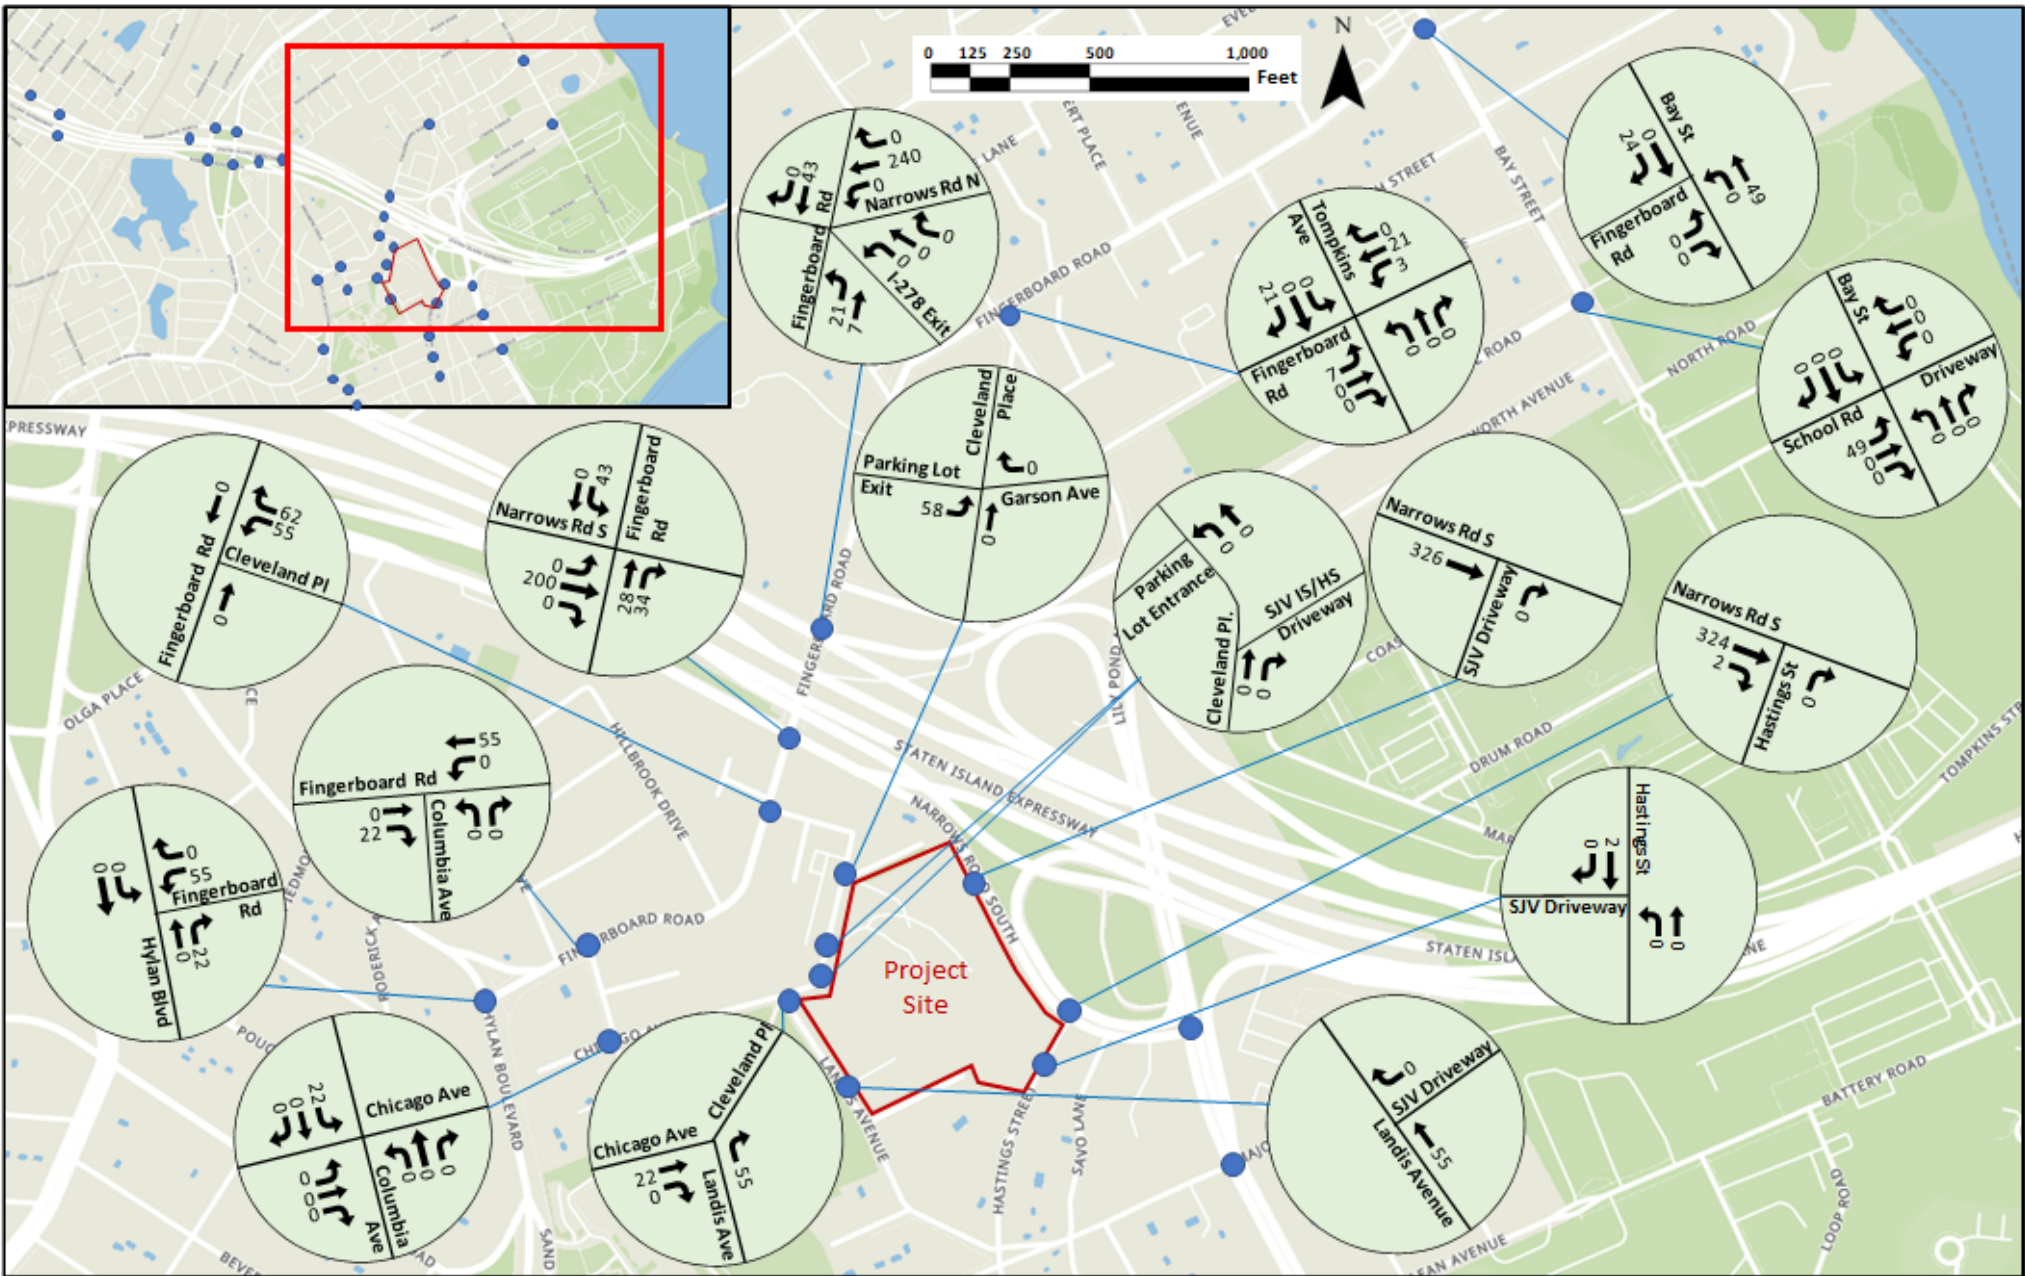 0 125 250 500 1,000
Feet
N
BAY STREET
FINGERBOARD ROAD
NORTH ROAD
EXPRESSWAY
OLGA PLACE
HILLBROOK DRIVE
LILY POND
STATEN ISLAND EXPRESSWAY
NARROWS ROAD SOUTH
DRUM ROAD
TOMPKINS STR
BATTERY ROAD
LOOP ROAD
HASTINGS STREET
SAVO LANE
LANDIS AVENUE
HYLAN BOULEVARD
SAND
RODERICK A
FINGERBOARD ROAD
Project
Site
0
43
Rd
0
240
0
Narrows Rd N
0
0
0
I-278 Exit
Fingerboard
21
7
Tompkins
Ave
0
21
3
0
0
21
Fingerboard
Rd
7
0
0
0
0
0
Bay St
0
24
49
0
Fingerboard
Rd
0
0
Bay St
0
0
0
0
0
0
Driveway
School Rd
49
0
0
0
0
0
0
Fingerboard Rd
62
55
Cleveland Pl
0
0
43
Fingerboard
Rd
Narrows Rd S
0
200
0
28
34
Cleveland
Place
Parking Lot
Exit
0
58
Garson Ave
0
0
0
Parking
Lot Entrance
SJV IS/HS
Driveway
Cleveland Pl.
0
0
Narrows Rd S
326
SJV Driveway
0
Narrows Rd S
324
2
Hastings St
0
55
0
Fingerboard Rd
0
22
Columbia Ave
0
0
0
0
0
55
Fingerboard
Rd
Hylan Blvd
0
22
22
0
0
Chicago Ave
0
0
0
Columbia
Ave
0
0
0
Cleveland Pl
Chicago Ave
22
0
Landis Ave
55
Hastings St
2
0
SJV Driveway
0
0
0
SJV Driveway
Landis Avenue
55